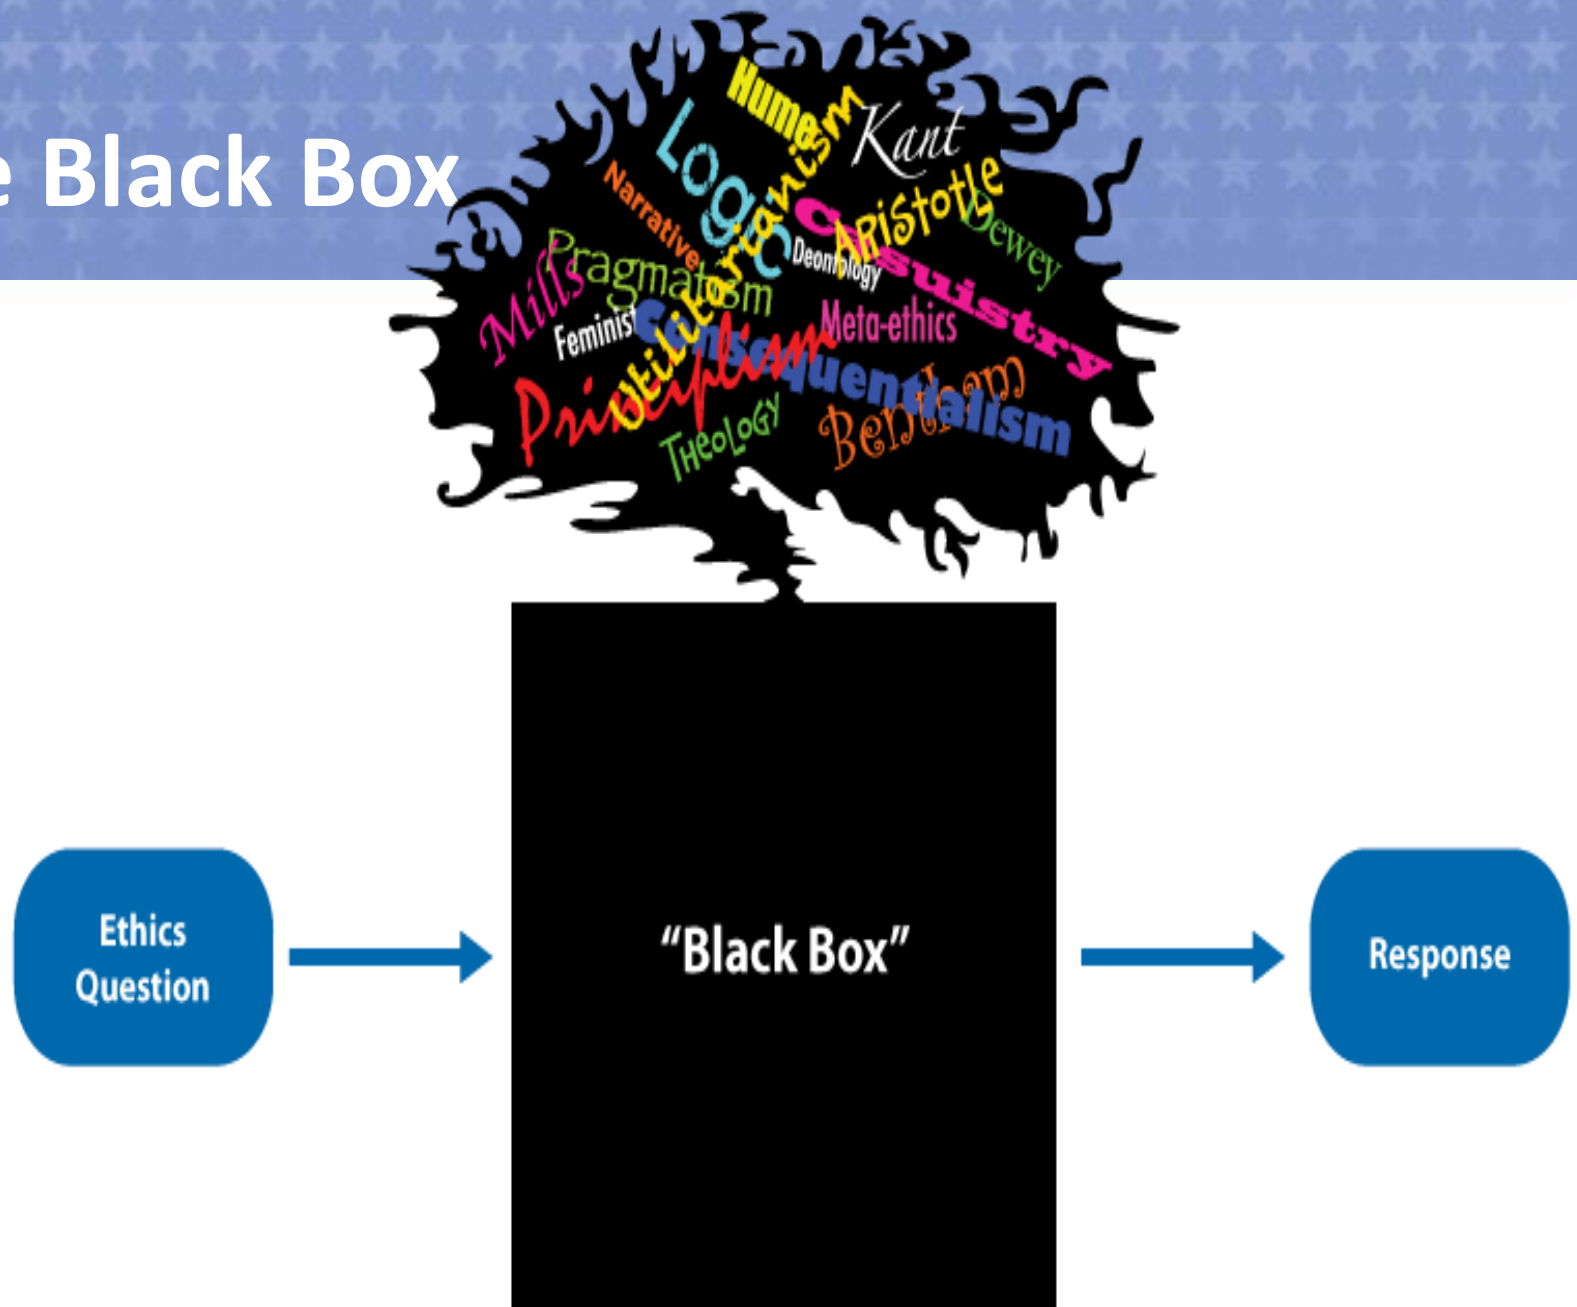 e Black Box
Hume
Utilitarianism
Kant
Logic
Aristotle
Narrative
Casuistry
Dewey
Deontology
Pragmatism
Mills
Feminist
Consequentialism
Meta-ethics
Principlism
Bentham
Theology
"Black Box"
Ethics
Question
Response